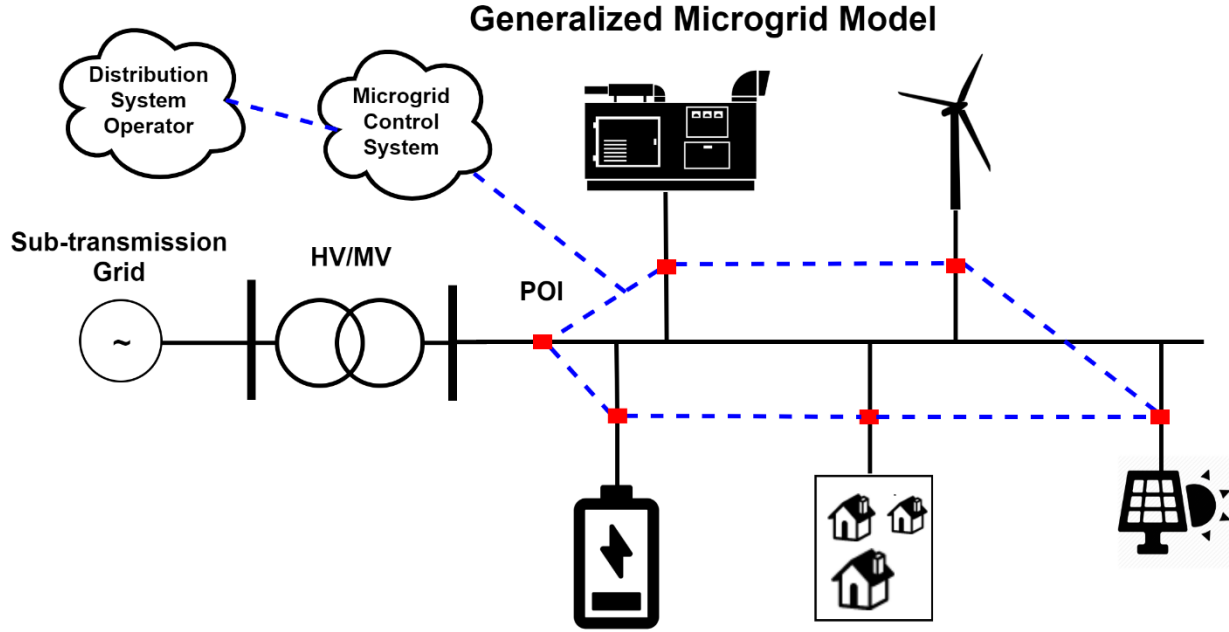 Generalized Microgrid Model
Distribution
System
Operator
Microgrid
Control
System
Sub-transmission
Grid
HV/MV
POI
~